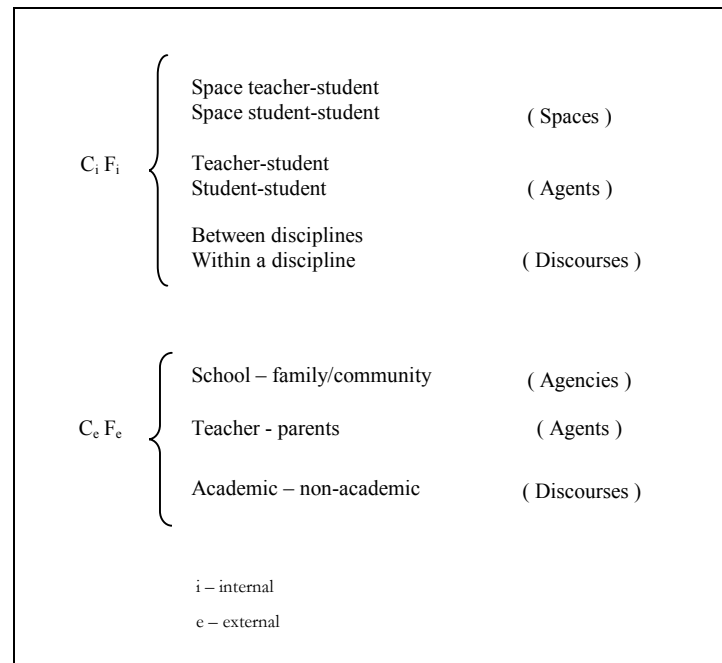 Space teacher-student
Space student-student ( Spaces )
C_i F_i Teacher-student
Student-student ( Agents )
Between disciplines
Within a discipline ( Discourses )
School – family/community ( Agencies )
C_e F_e Teacher - parents ( Agents )
Academic – non-academic ( Discourses )
i – internal
e – external